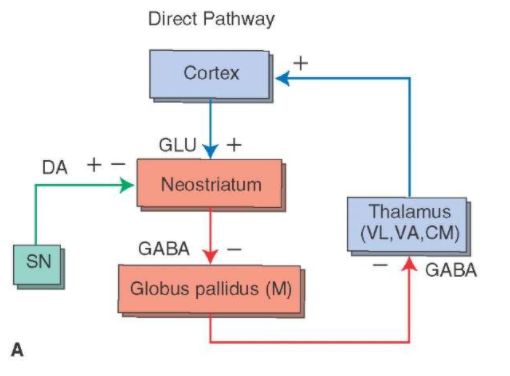 Direct Pathway
Cortex
+
GLU +
DA + −
Neostriatum
Thalamus
(VL,VA,CM)
SN
GABA −
− GABA
Globus pallidus (M)
A